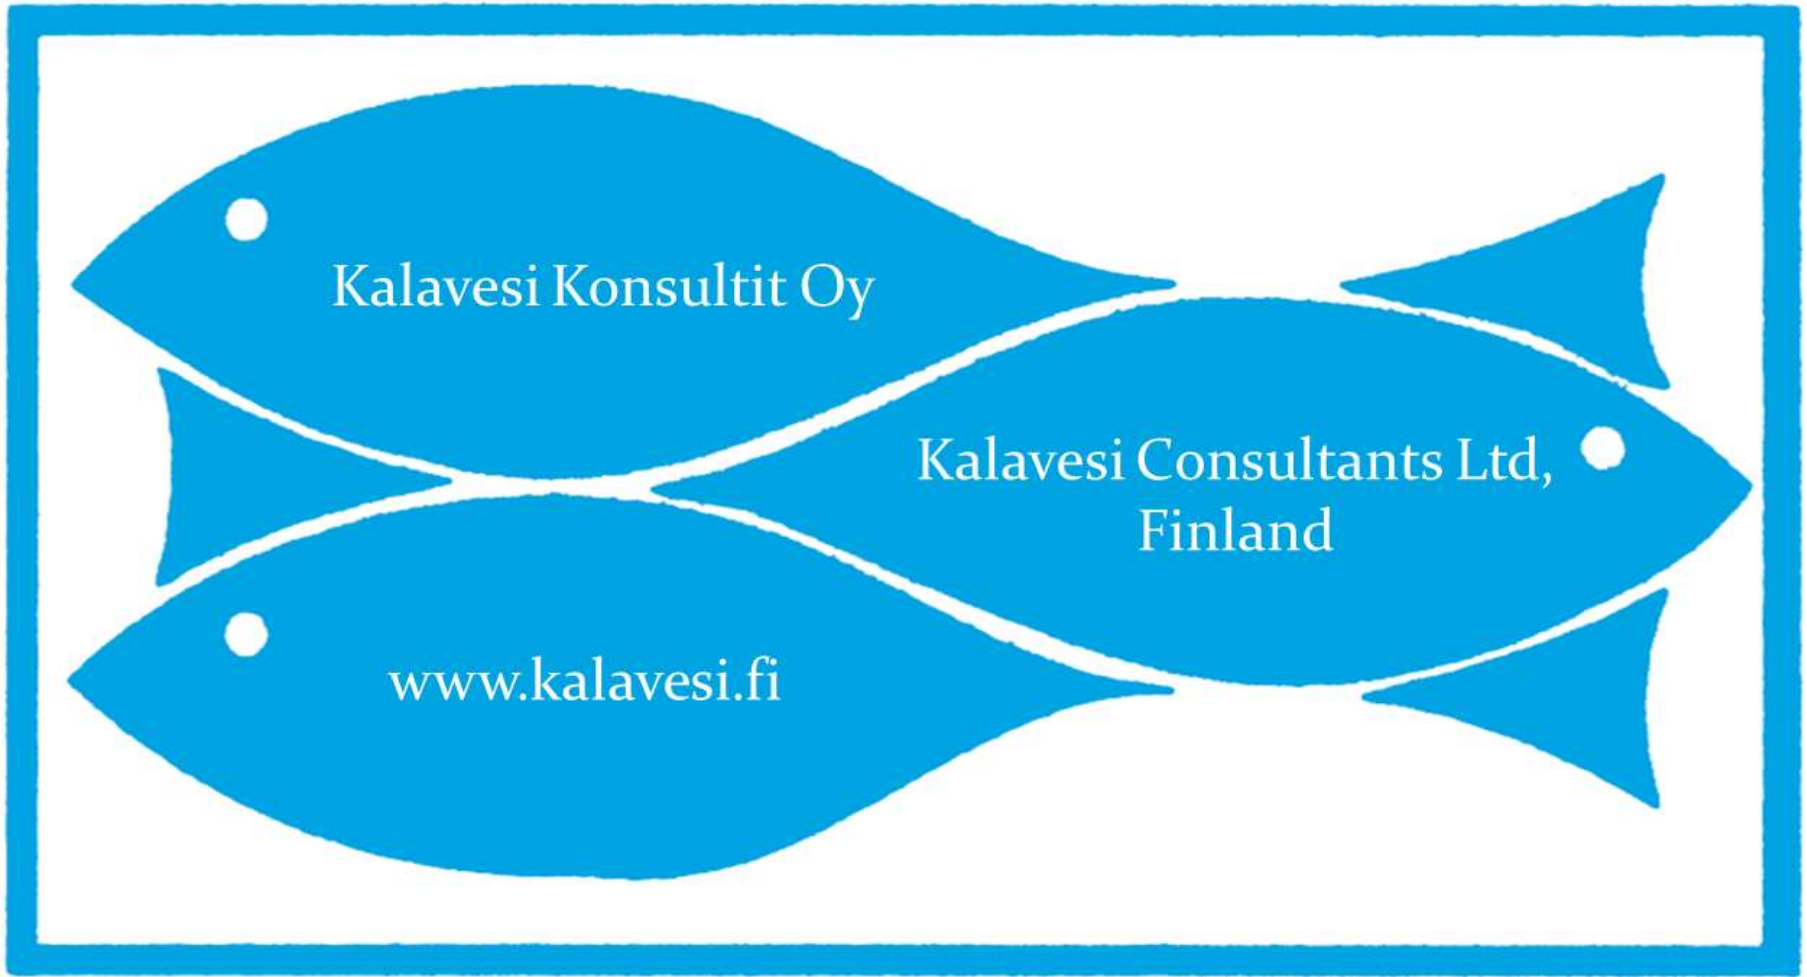 Kalavesi Konsultit Oy
Kalavesi Consultants Ltd,
Finland
www.kalavesi.fi